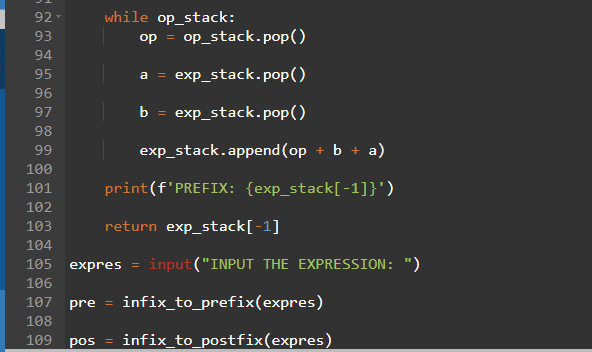 91
92 while op_stack:
93 op = op_stack.pop()
94
95 a = exp_stack.pop()
96
97 b = exp_stack.pop()
98
99 exp_stack.append(op + b + a)
100
101 print(f'PREFIX: {exp_stack[-1]}')
102
103 return exp_stack[-1]
104
105 expres = input("INPUT THE EXPRESSION: ")
106
107 pre = infix_to_prefix(expres)
108
109 pos = infix_to_postfix(expres)